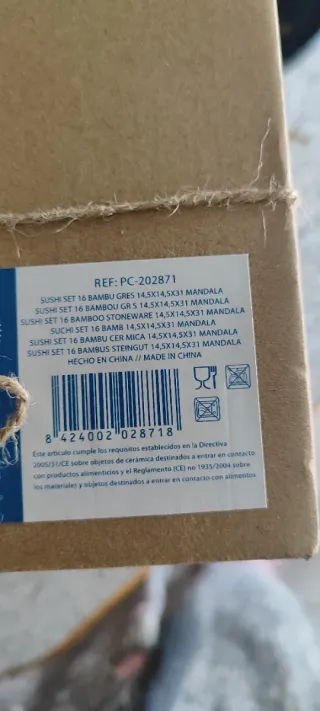 REF: PC-202871
SUSHI SET 16 BAMBU GRES 14,5X14,5X31 MANDALA
SUSHI SET 16 BAMBOU GR S 14,5X14,5X31 MANDALA
SUSHI SET 16 BAMBOO STONEWARE 14,5X14,5X31 MANDALA
SUCHI SET 16 BAMB 14,5X14,5X31 MANDALA
SUSHI SET 16 BAMBU CER MICA 14,5X14,5X31 MANDALA
SUSHI SET 16 BAMBUS STEINGUT 14,5X14,5X31 MANDALA
HECHO EN CHINA // MADE IN CHINA
8 424002 028718
Este artículo cumple los requisitos establecidos en la Directiva
2005/31/CE sobre objetos de cerámica destinados a entrar en contacto
con productos alimenticios y el Reglamento (CE) no 1935/2004 sobre
los materiales y objetos destinados a entrar en contacto con alimentos